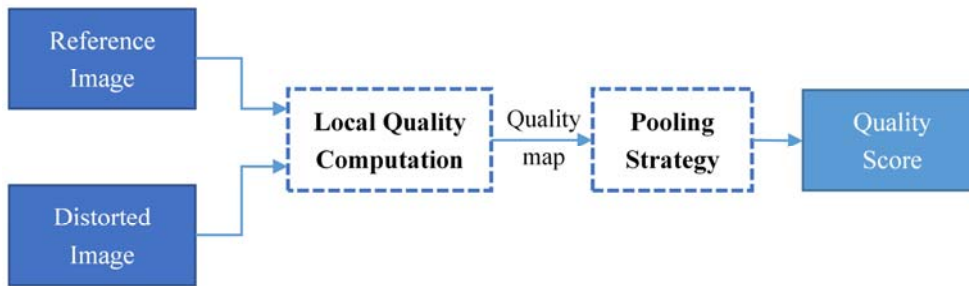 Reference
Image
Distorted
Image
Local Quality
Computation
Quality
map
Pooling
Strategy
Quality
Score